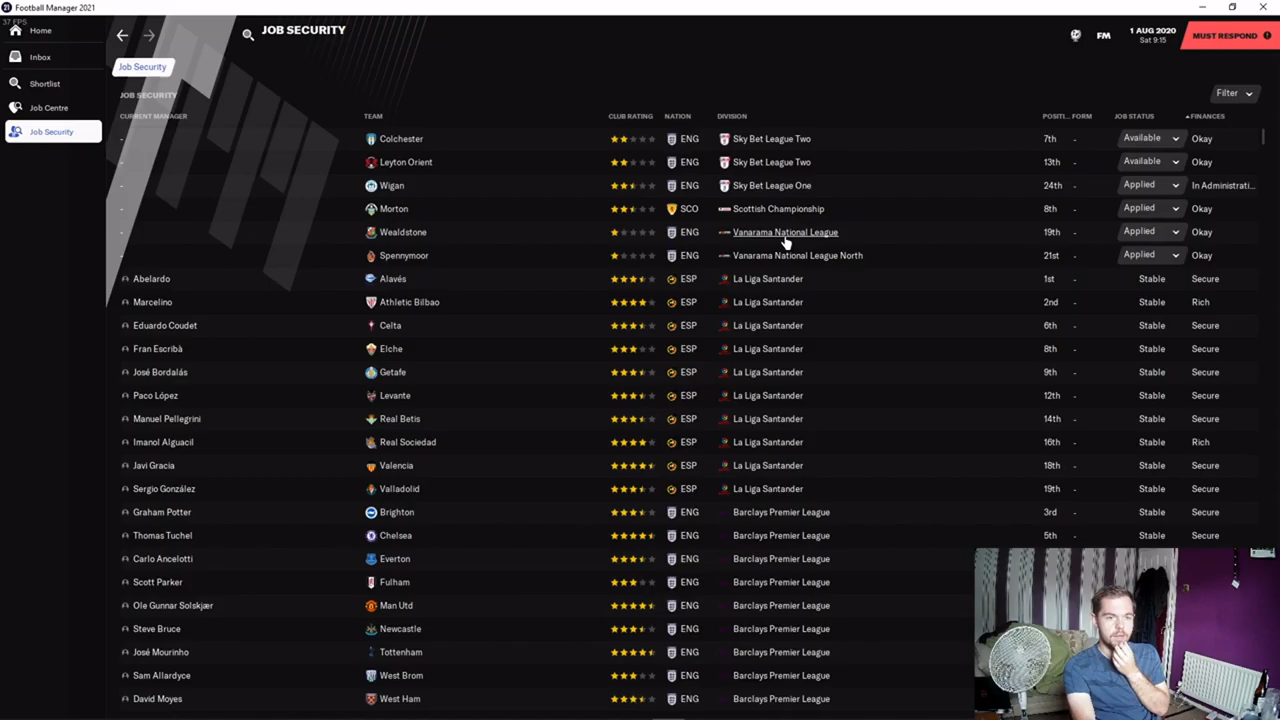 Football Manager 2021
37 FPS
Home
JOB SECURITY
FM
1 AUG 2020
Sat 9:15
MUST RESPOND
Inbox
Job Security
Shortlist
JOB SECURITY
Filter
Job Centre
CURRENT MANAGER TEAM CLUB RATING NATION DIVISION POSITI... FORM JOB STATUS FINANCES
Job Security
- Colchester ENG Sky Bet League Two 7th - Available Okay
- Leyton Orient ENG Sky Bet League Two 13th - Available Okay
- Wigan ENG Sky Bet League One 24th - Applied In Administrati...
- Morton SCO Scottish Championship 8th - Applied Okay
- Wealdstone ENG Vanarama National League 19th - Applied Okay
- Spennymoor ENG Vanarama National League North 21st - Applied Okay
Abelardo Alavés ESP La Liga Santander 1st - Stable Secure
Marcelino Athletic Bilbao ESP La Liga Santander 2nd - Stable Rich
Eduardo Coudet Celta ESP La Liga Santander 6th - Stable Secure
Fran Escribà Elche ESP La Liga Santander 8th - Stable Secure
José Bordalás Getafe ESP La Liga Santander 9th - Stable Secure
Paco López Levante ESP La Liga Santander 12th - Stable Secure
Manuel Pellegrini Real Betis ESP La Liga Santander 14th - Stable Secure
Imanol Alguacil Real Sociedad ESP La Liga Santander 16th - Stable Rich
Javi Gracia Valencia ESP La Liga Santander 18th - Stable Secure
Sergio González Valladolid ESP La Liga Santander 19th - Stable Secure
Graham Potter Brighton ENG Barclays Premier League 3rd - Stable Secure
Thomas Tuchel Chelsea ENG Barclays Premier League 5th - Stable Secure
Carlo Ancelotti Everton ENG Barclays Premier League
Scott Parker Fulham ENG Barclays Premier League
Ole Gunnar Solskjær Man Utd ENG Barclays Premier League
Steve Bruce Newcastle ENG Barclays Premier League
José Mourinho Tottenham ENG Barclays Premier League
Sam Allardyce West Brom ENG Barclays Premier League
David Moyes West Ham ENG Barclays Premier League